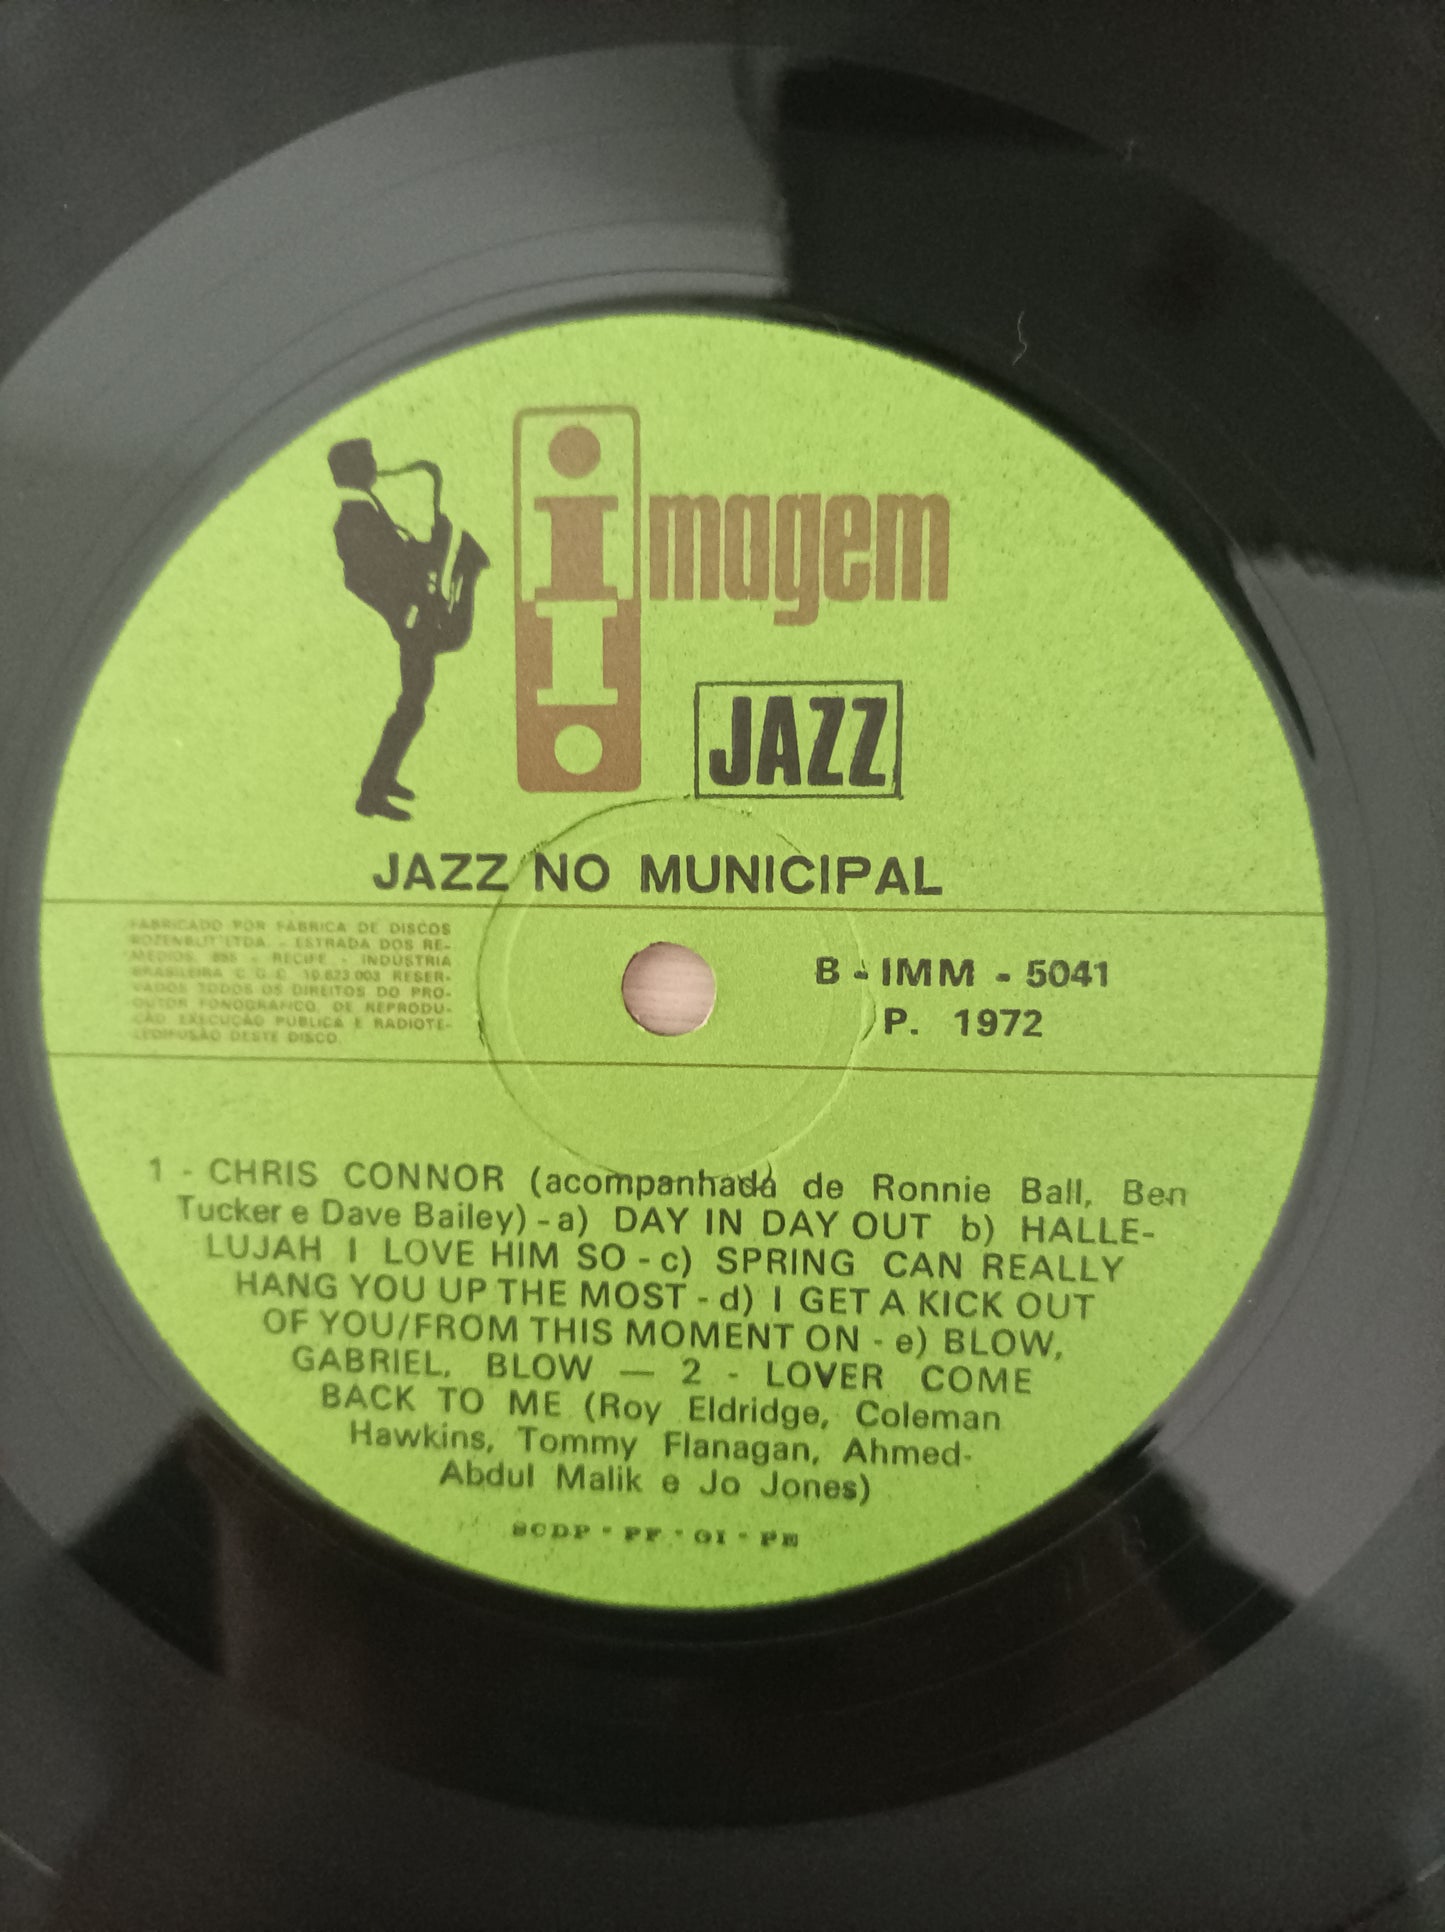 imagem
JAZZ
JAZZ NO MUNICIPAL
FABRICADO POR FÁBRICA DE DISCOS
ROZENBLIT LTDA. - ESTRADA DOS RE-
MÉDIOS, 855 - RECIFE - INDÚSTRIA
BRASILEIRA C.G.C. 10.623.003 RESER-
VADOS TODOS OS DIREITOS DO PRO-
DUTOR FONOGRÁFICO, DE REPRODU-
ÇÃO EXECUÇÃO PÚBLICA E RADIOTE-
LEDIFUSÃO DESTE DISCO.
B - IMM - 5041
P. 1972
1 - CHRIS CONNOR (acompanhada de Ronnie Ball, Ben
Tucker e Dave Bailey) - a) DAY IN DAY OUT b) HALLE-
LUJAH I LOVE HIM SO - c) SPRING CAN REALLY
HANG YOU UP THE MOST - d) I GET A KICK OUT
OF YOU/FROM THIS MOMENT ON - e) BLOW,
GABRIEL, BLOW — 2 - LOVER COME
BACK TO ME (Roy Eldridge, Coleman
Hawkins, Tommy Flanagan, Ahmed-
Abdul Malik e Jo Jones)
SCDP - PF - GI - PE